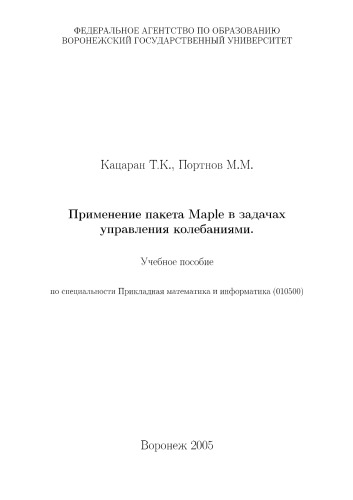 ФЕДЕРАЛЬНОЕ АГЕНТСТВО ПО ОБРАЗОВАНИЮ
ВОРОНЕЖСКИЙ ГОСУДАРСТВЕННЫЙ УНИВЕРСИТЕТ
Кацаран Т.К., Портнов М.М.
Применение пакета Maple в задачах
управления колебаниями.
Учебное пособие
по специальности Прикладная математика и информатика (010500)
Воронеж 2005